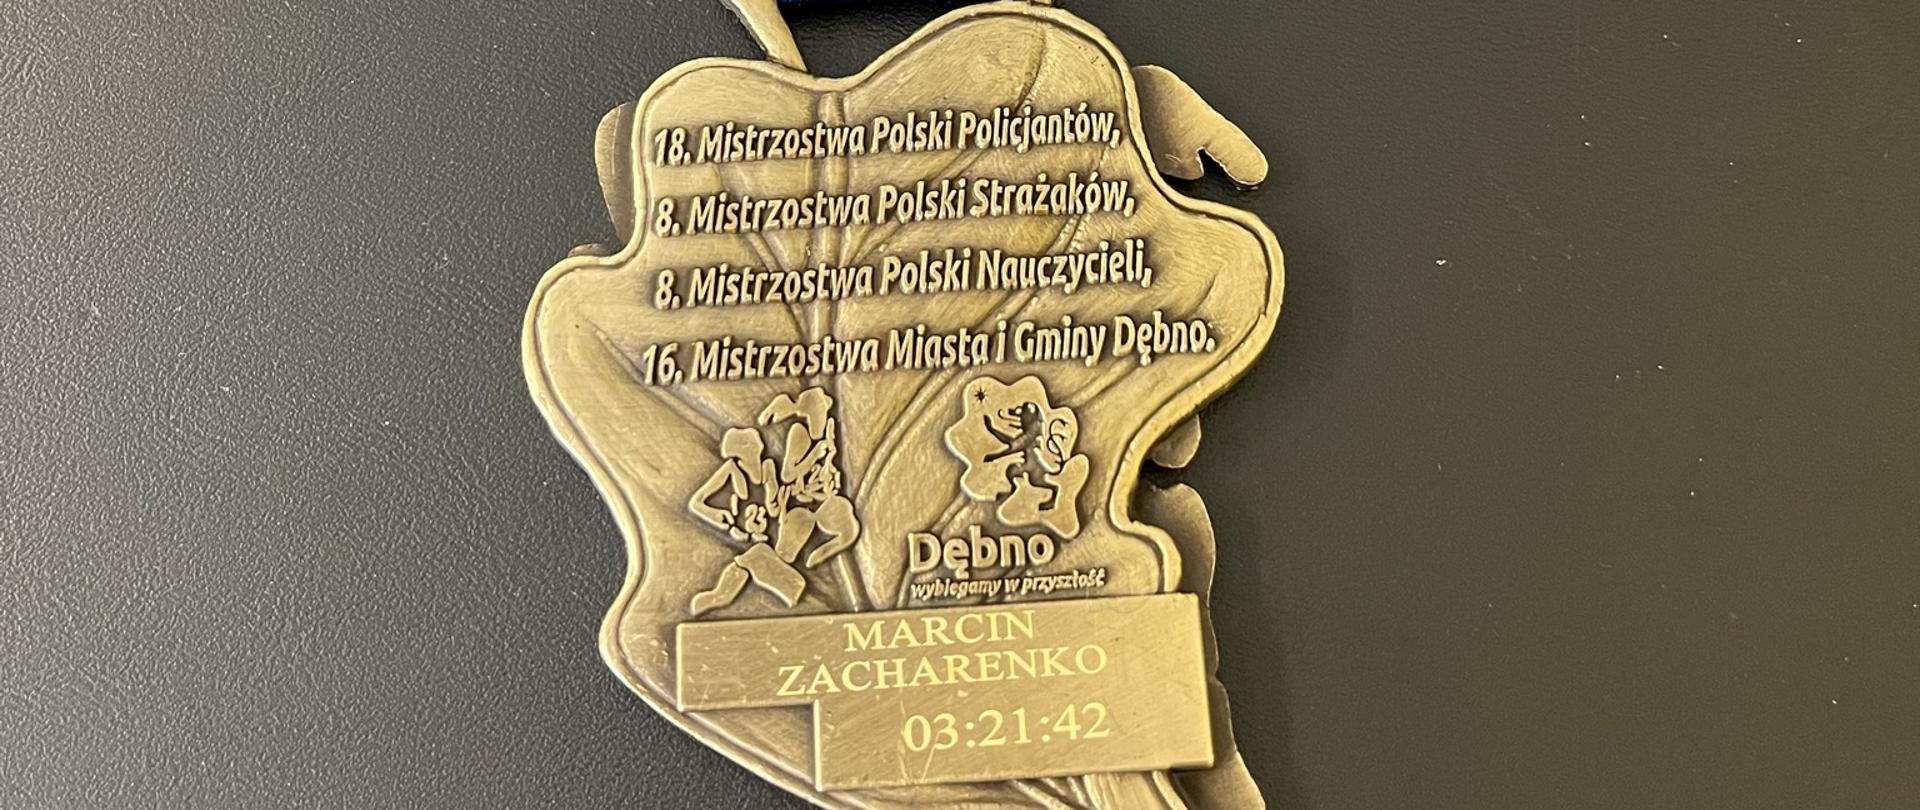 18. Mistrzostwa Polski Policjantów,
8. Mistrzostwa Polski Strażaków,
8. Mistrzostwa Polski Nauczycieli,
16. Mistrzostwa Miasta i Gminy Dębno.
Dębno
wybiegamy w przyszłość
MARCIN
ZACHARENKO
03:21:42